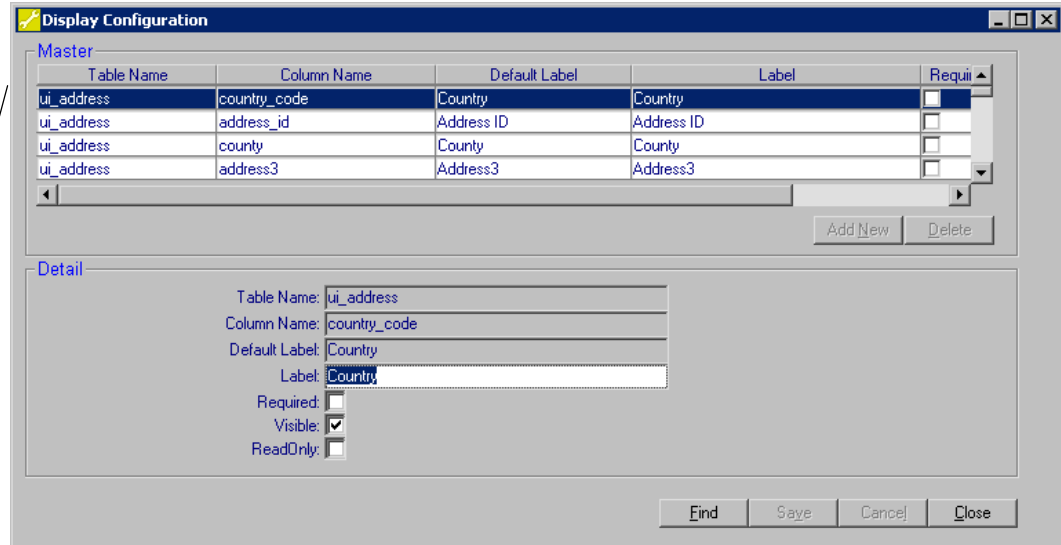 Display Configuration
Master
Table Name Column Name Default Label Label Requi
ui_address country_code Country Country
ui_address address_id Address ID Address ID
ui_address county County County
ui_address address3 Address3 Address3
Add New Delete
Detail
Table Name: ui_address
Column Name: country_code
Default Label: Country
Label: Country
Required:
Visible:
ReadOnly:
Find Save Cancel Close